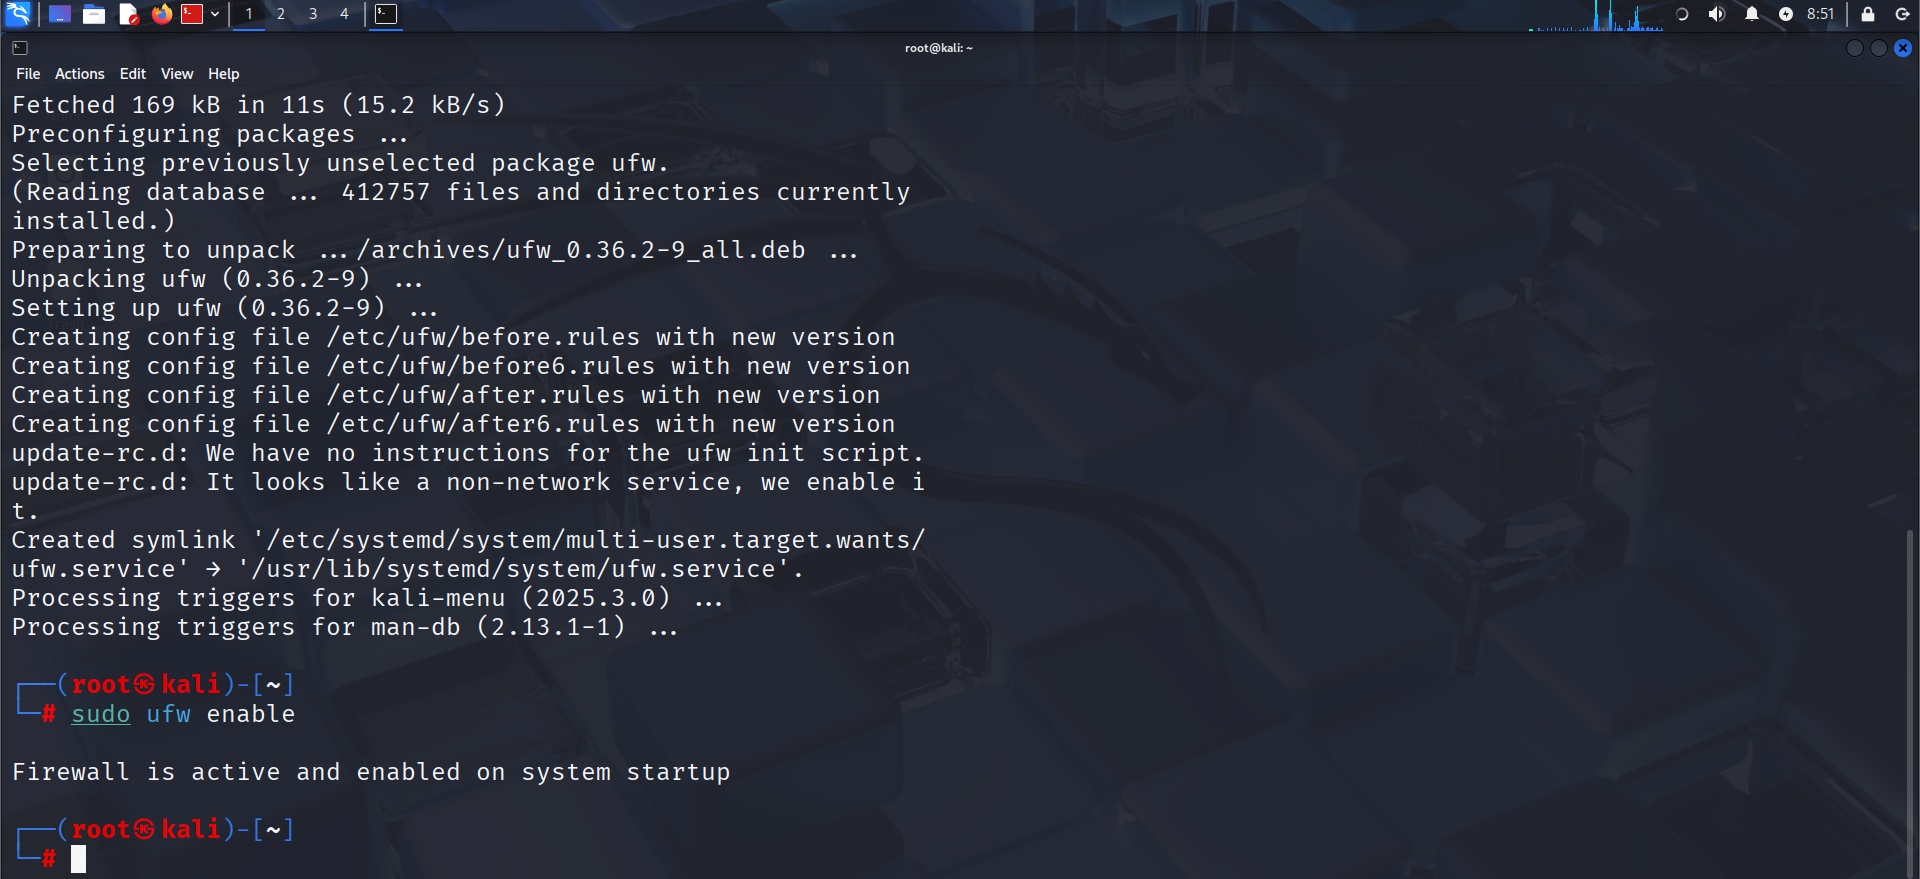 1 2 3 4
8:51
root@kali: ~
File Actions Edit View Help
Fetched 169 kB in 11s (15.2 kB/s)
Preconfiguring packages ...
Selecting previously unselected package ufw.
(Reading database ... 412757 files and directories currently
installed.)
Preparing to unpack .../archives/ufw_0.36.2-9_all.deb ...
Unpacking ufw (0.36.2-9) ...
Setting up ufw (0.36.2-9) ...
Creating config file /etc/ufw/before.rules with new version
Creating config file /etc/ufw/before6.rules with new version
Creating config file /etc/ufw/after.rules with new version
Creating config file /etc/ufw/after6.rules with new version
update-rc.d: We have no instructions for the ufw init script.
update-rc.d: It looks like a non-network service, we enable i
t.
Created symlink '/etc/systemd/system/multi-user.target.wants/
ufw.service' → '/usr/lib/systemd/system/ufw.service'.
Processing triggers for kali-menu (2025.3.0) ...
Processing triggers for man-db (2.13.1-1) ...
┌──(root㉿kali)-[~]
└─# sudo ufw enable
Firewall is active and enabled on system startup
┌──(root㉿kali)-[~]
└─#